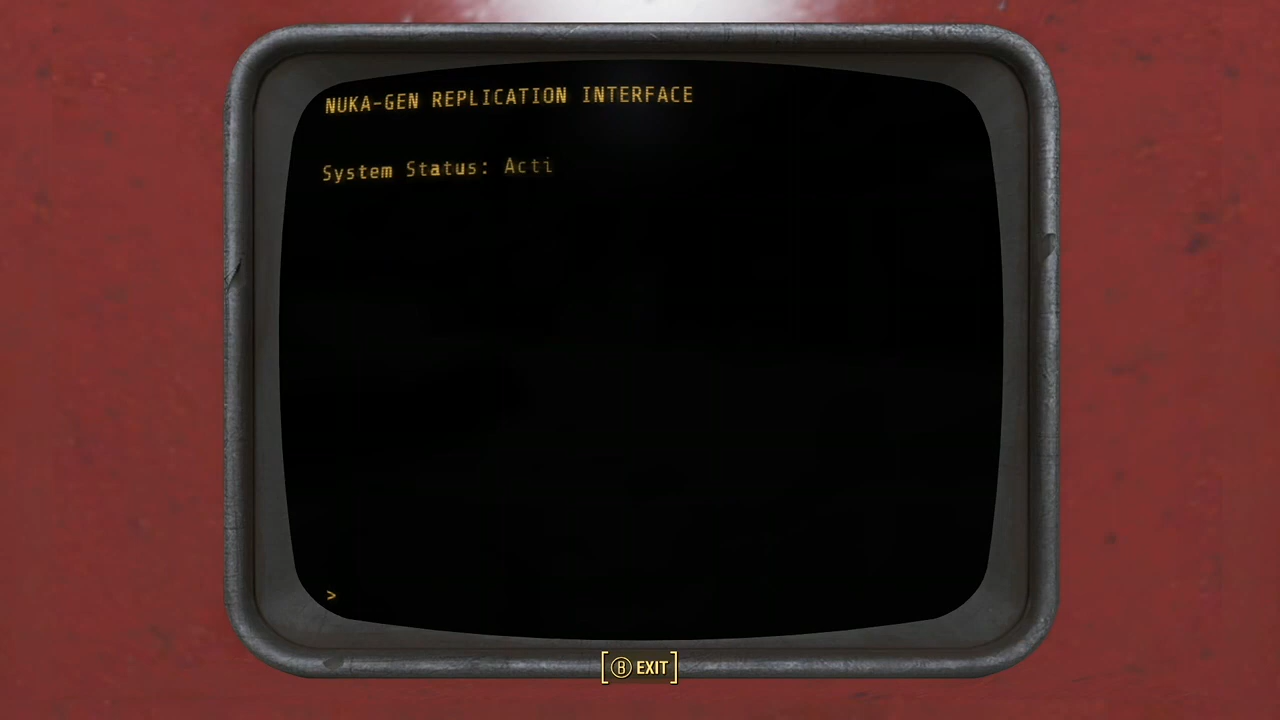 NUKA-GEN REPLICATION INTERFACE
System Status: Acti
>
[Ⓑ EXIT]